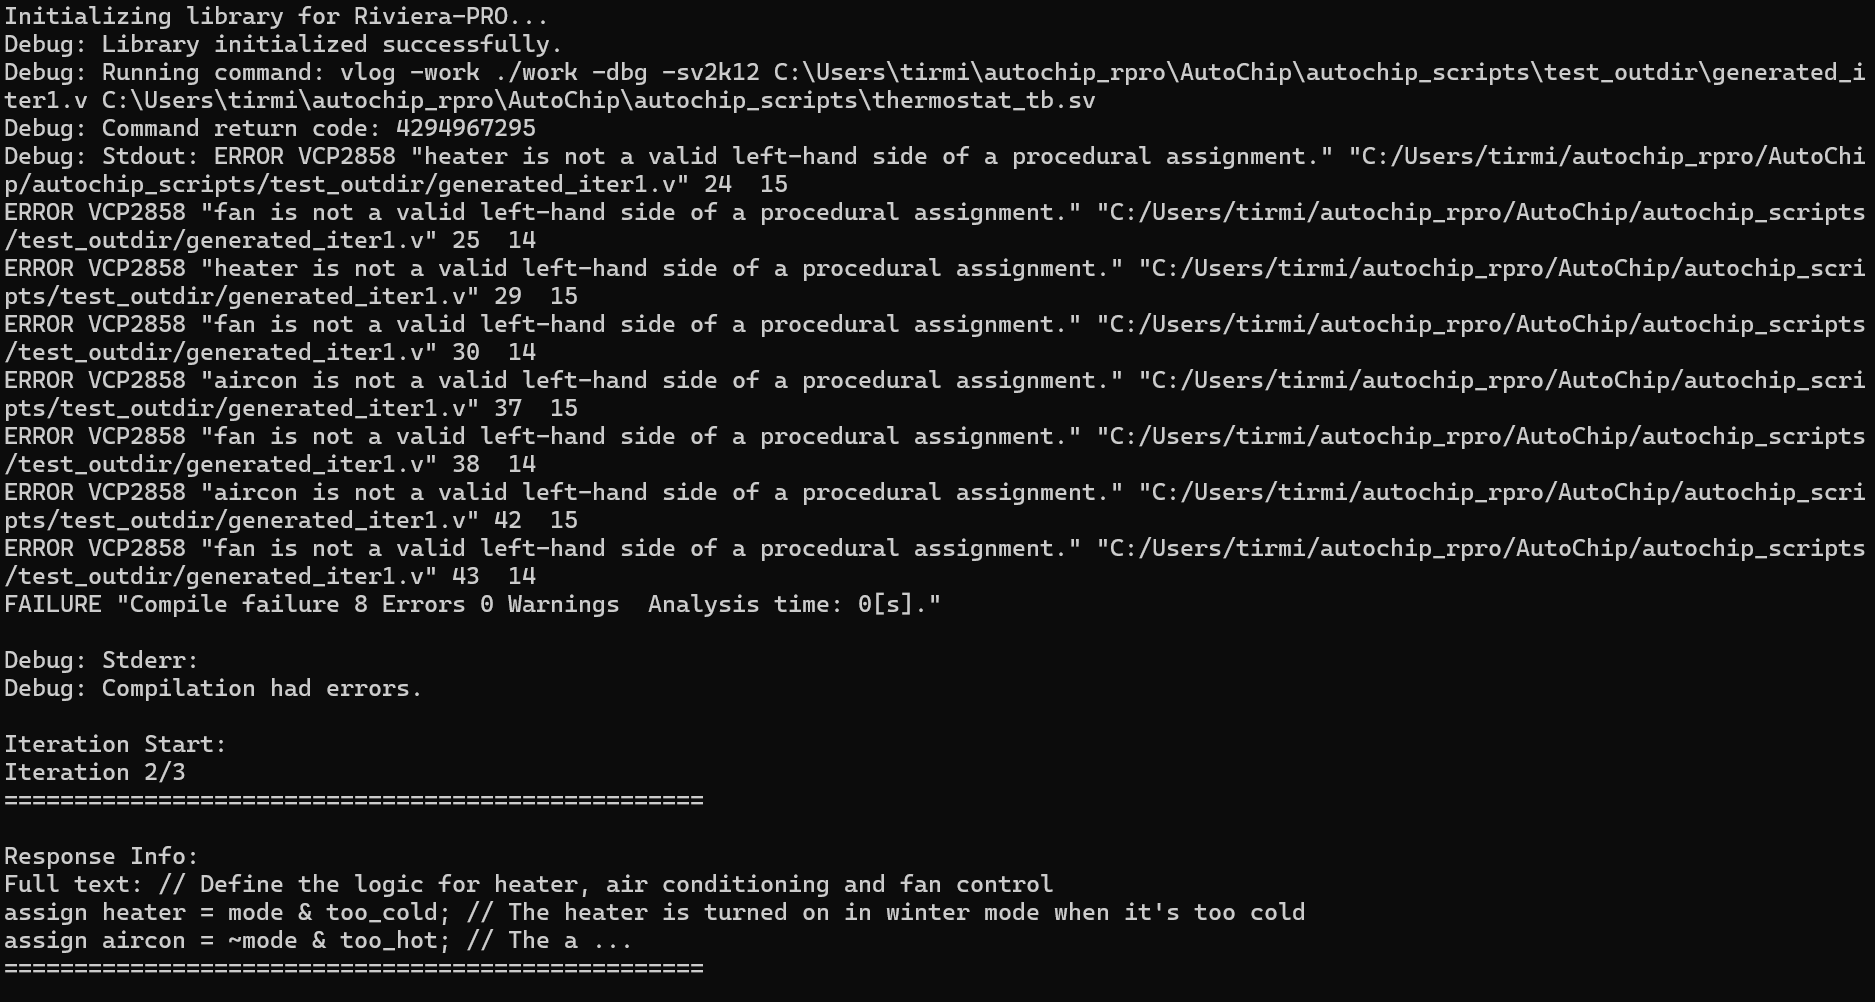 Initializing library for Riviera-PRO...
Debug: Library initialized successfully.
Debug: Running command: vlog -work ./work -dbg -sv2k12 C:\Users\tirmi\autochip_rpro\AutoChip\autochip_scripts\test_outdir\generated_i
ter1.v C:\Users\tirmi\autochip_rpro\AutoChip\autochip_scripts\thermostat_tb.sv
Debug: Command return code: 4294967295
Debug: Stdout: ERROR VCP2858 "heater is not a valid left-hand side of a procedural assignment." "C:/Users/tirmi/autochip_rpro/AutoChi
p/autochip_scripts/test_outdir/generated_iter1.v" 24  15
ERROR VCP2858 "fan is not a valid left-hand side of a procedural assignment." "C:/Users/tirmi/autochip_rpro/AutoChip/autochip_scripts
/test_outdir/generated_iter1.v" 25  14
ERROR VCP2858 "heater is not a valid left-hand side of a procedural assignment." "C:/Users/tirmi/autochip_rpro/AutoChip/autochip_scri
pts/test_outdir/generated_iter1.v" 29  15
ERROR VCP2858 "fan is not a valid left-hand side of a procedural assignment." "C:/Users/tirmi/autochip_rpro/AutoChip/autochip_scripts
/test_outdir/generated_iter1.v" 30  14
ERROR VCP2858 "aircon is not a valid left-hand side of a procedural assignment." "C:/Users/tirmi/autochip_rpro/AutoChip/autochip_scri
pts/test_outdir/generated_iter1.v" 37  15
ERROR VCP2858 "fan is not a valid left-hand side of a procedural assignment." "C:/Users/tirmi/autochip_rpro/AutoChip/autochip_scripts
/test_outdir/generated_iter1.v" 38  14
ERROR VCP2858 "aircon is not a valid left-hand side of a procedural assignment." "C:/Users/tirmi/autochip_rpro/AutoChip/autochip_scri
pts/test_outdir/generated_iter1.v" 42  15
ERROR VCP2858 "fan is not a valid left-hand side of a procedural assignment." "C:/Users/tirmi/autochip_rpro/AutoChip/autochip_scripts
/test_outdir/generated_iter1.v" 43  14
FAILURE "Compile failure 8 Errors 0 Warnings  Analysis time: 0[s]."
Debug: Stderr:
Debug: Compilation had errors.
Iteration Start:
Iteration 2/3
==================================================
Response Info:
Full text: // Define the logic for heater, air conditioning and fan control
assign heater = mode & too_cold; // The heater is turned on in winter mode when it's too cold
assign aircon = ~mode & too_hot; // The a ...
==================================================